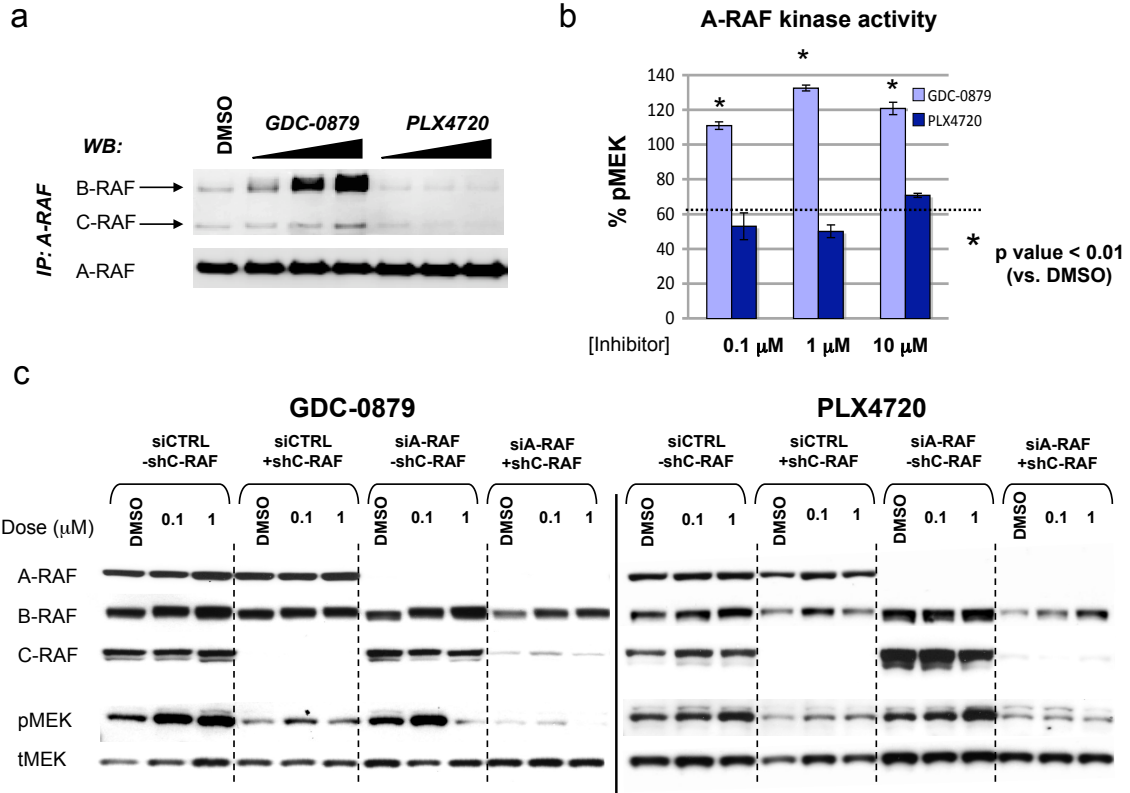 a
DMSO
GDC-0879
PLX4720
WB:
IP: A-RAF
B-RAF
C-RAF
A-RAF
b
A-RAF kinase activity
% pMEK
140
120
100
80
60
40
20
0
*
*
*
GDC-0879
PLX4720
* p value < 0.01
(vs. DMSO)
[Inhibitor]
0.1 µM
1 µM
10 µM
c
GDC-0879
PLX4720
siCTRL
-shC-RAF
siCTRL
+shC-RAF
siA-RAF
-shC-RAF
siA-RAF
+shC-RAF
siCTRL
-shC-RAF
siCTRL
+shC-RAF
siA-RAF
-shC-RAF
siA-RAF
+shC-RAF
Dose (µM)
DMSO 0.1 1 DMSO 0.1 1 DMSO 0.1 1 DMSO 0.1 1 DMSO 0.1 1 DMSO 0.1 1 DMSO 0.1 1 DMSO 0.1 1
A-RAF
B-RAF
C-RAF
pMEK
tMEK